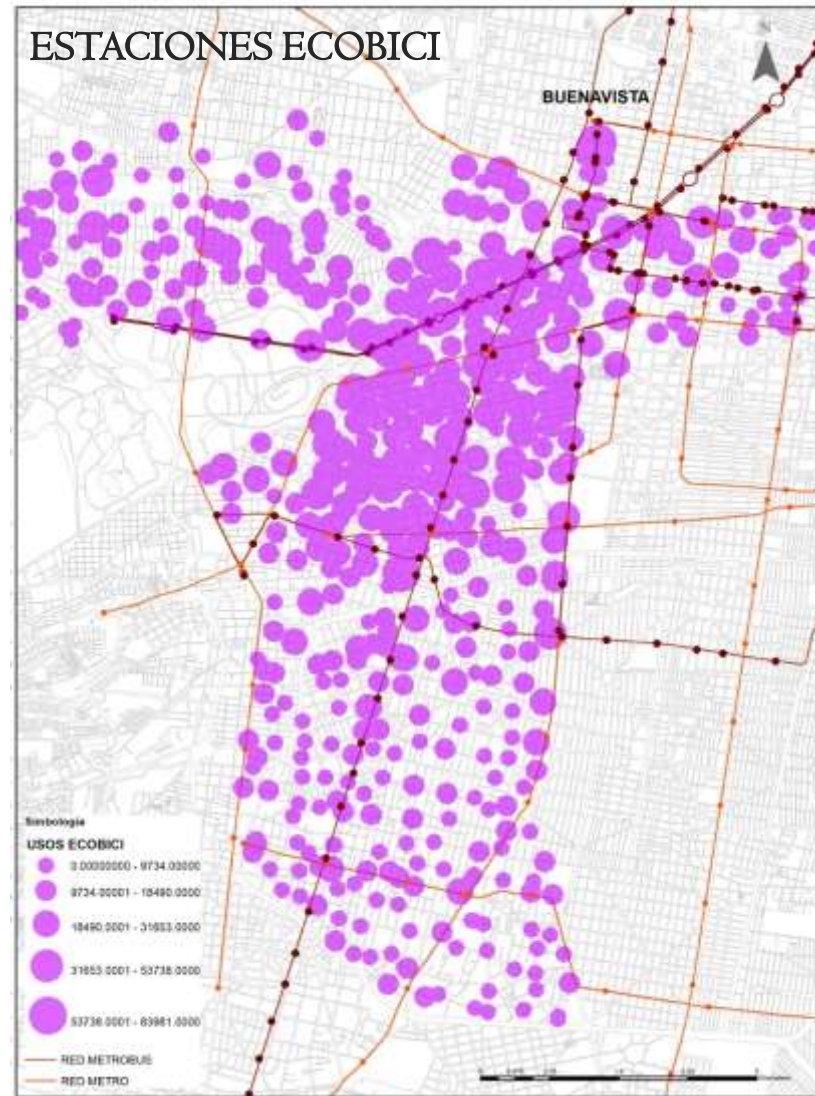 ESTACIONES ECOBICI
BUENAVISTA
Simbología
USOS ECOBICI
0.00000000 - 9734.00000
9734.00001 - 18490.0000
18490.0001 - 31653.0000
31653.0001 - 53738.0000
53738.0001 - 83981.0000
RED METROBUS
RED METRO